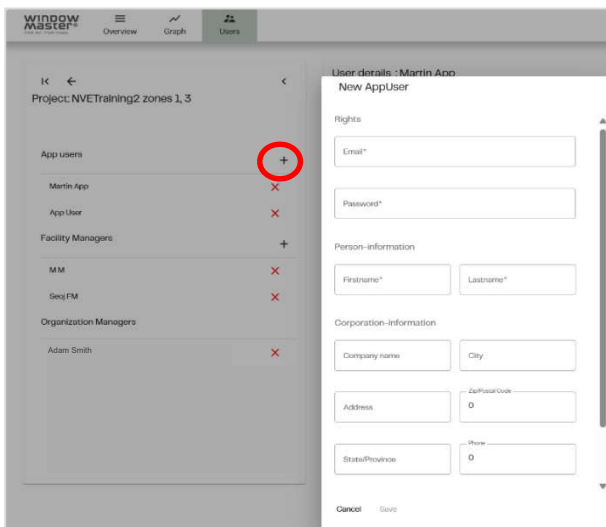 WINDOW
Master®
Overview
Graph
Users
Project: NVETraining2 zones 1, 3
App users
+
Martin App
App User
Facility Managers
+
M M
Seoj FM
Organization Managers
Adam Smith
User details : Martin App
New AppUser
Rights
Email*
Password*
Person-information
Firstname* Lastname*
Corporation-information
Company name City
Zip/Postal Code
Address 0
Phone
State/Province 0
Cancel Save